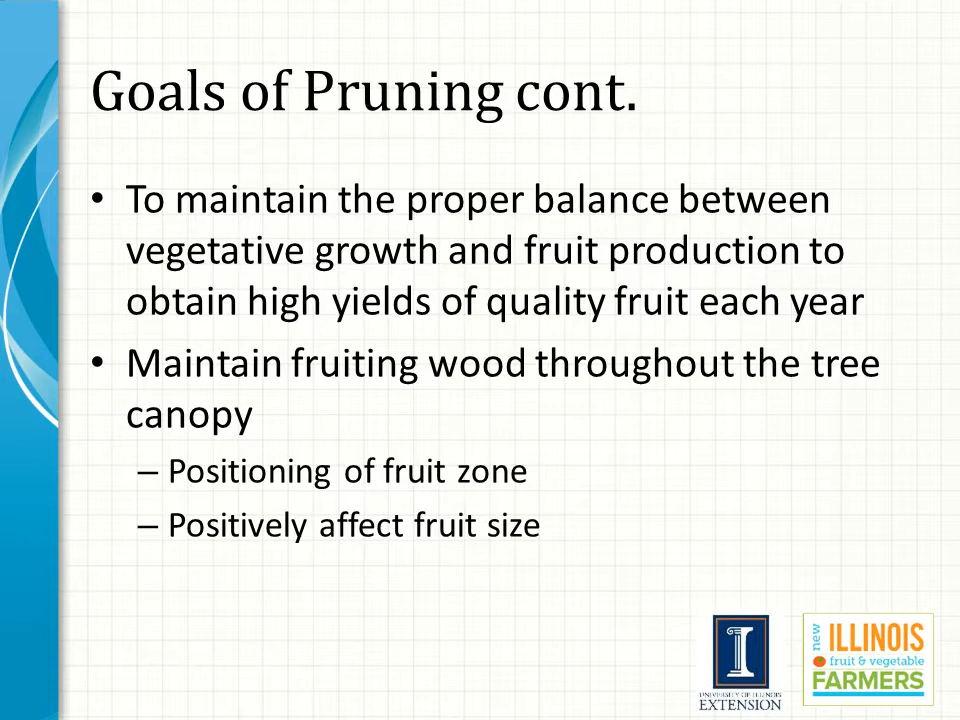 Goals of Pruning cont.
• To maintain the proper balance between
vegetative growth and fruit production to
obtain high yields of quality fruit each year
• Maintain fruiting wood throughout the tree
canopy
– Positioning of fruit zone
– Positively affect fruit size
I
UNIVERSITY OF ILLINOIS
EXTENSION
new
ILLINOIS
fruit & vegetable
FARMERS